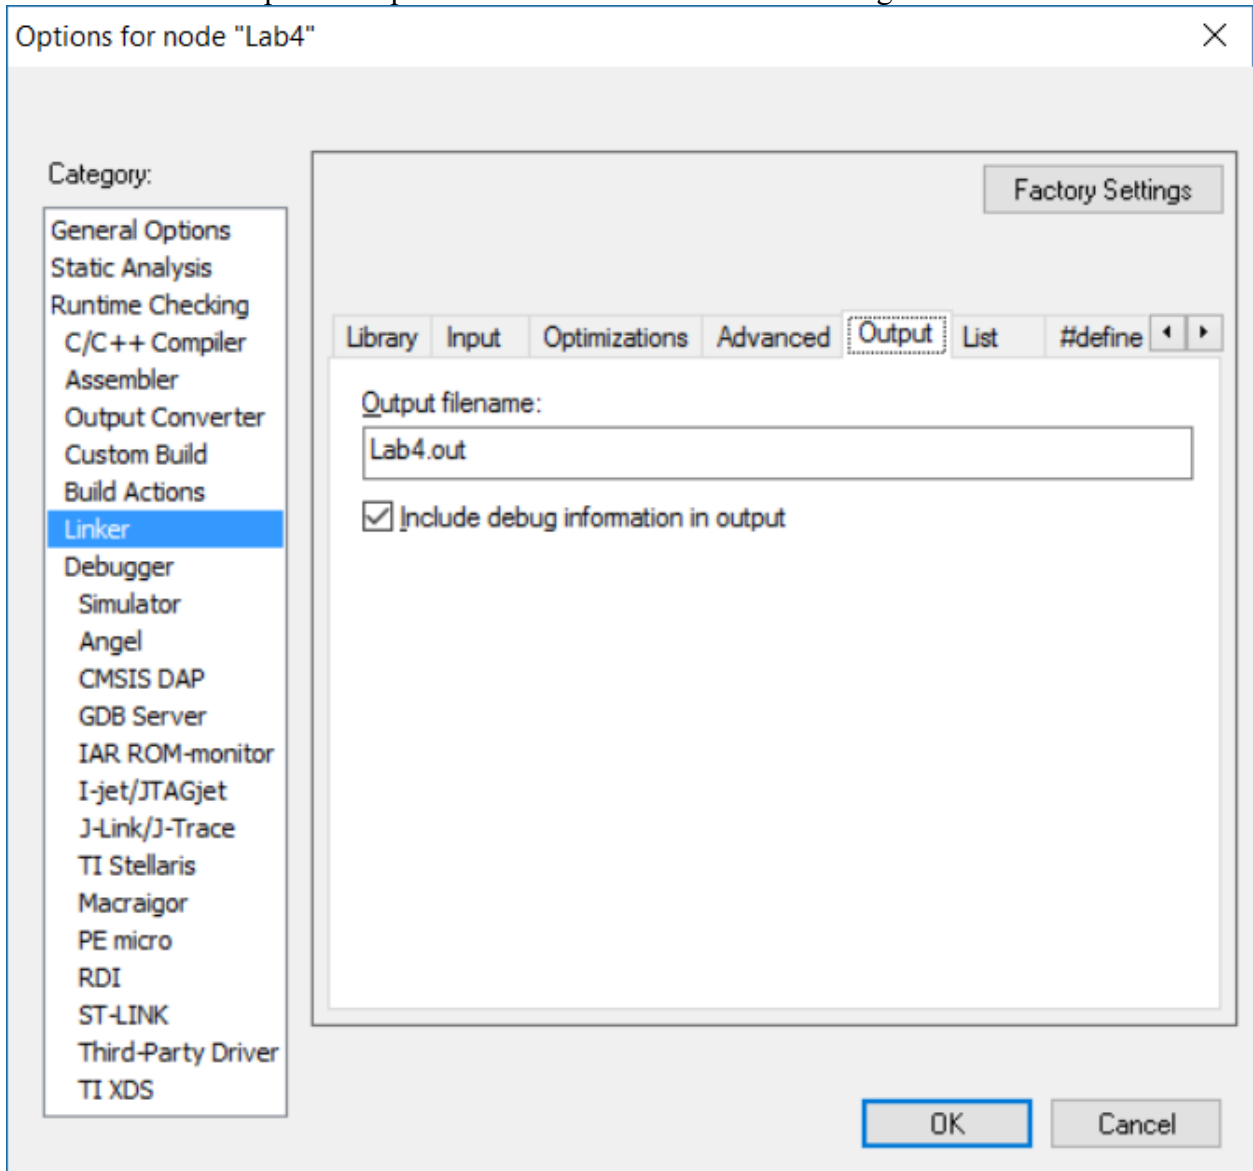 Options for node "Lab4"
Category:
Factory Settings
General Options
Static Analysis
Runtime Checking
C/C++ Compiler
Assembler
Output Converter
Custom Build
Build Actions
Linker
Debugger
Simulator
Angel
CMSIS DAP
GDB Server
IAR ROM-monitor
I-jet/JTAGjet
J-Link/J-Trace
TI Stellaris
Macraigor
PE micro
RDI
ST-LINK
Third-Party Driver
TI XDS
Library Input Optimizations Advanced Output List #define
Output filename:
Lab4.out
Include debug information in output
OK Cancel